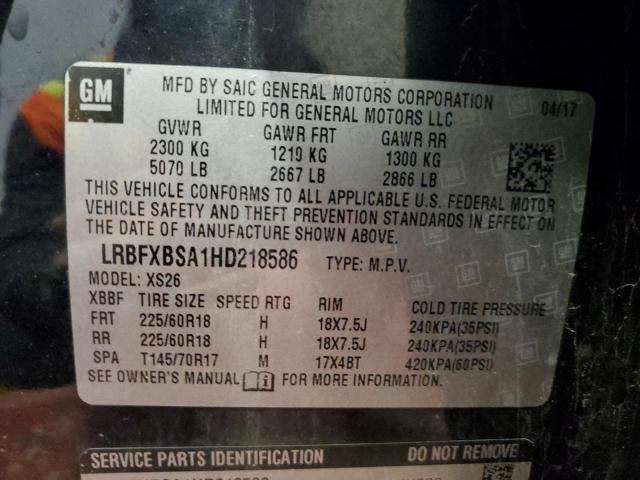 GM
MFD BY SAIC GENERAL MOTORS CORPORATION
LIMITED FOR GENERAL MOTORS LLC 04/17
GVWR GAWR FRT GAWR RR
2300 KG 1210 KG 1300 KG
5070 LB 2667 LB 2866 LB
THIS VEHICLE CONFORMS TO ALL APPLICABLE U.S. FEDERAL MOTOR
VEHICLE SAFETY AND THEFT PREVENTION STANDARDS IN EFFECT ON
THE DATE OF MANUFACTURE SHOWN ABOVE.
LRBFXBSA1HD218586 TYPE: M.P.V.
MODEL: XS26
XBBF TIRE SIZE SPEED RTG RIM COLD TIRE PRESSURE
FRT 225/60R18 H 18X7.5J 240KPA(35PSI)
RR 225/60R18 H 18X7.5J 240KPA(35PSI)
SPA T145/70R17 M 17X4BT 420KPA(60PSI)
SEE OWNER'S MANUAL FOR MORE INFORMATION.
SERVICE PARTS IDENTIFICATION DO NOT REMOVE